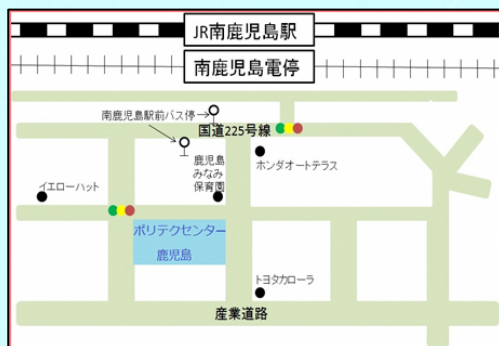 JR南鹿児島駅
南鹿児島電停
南鹿児島駅前バス停
国道225号線
鹿児島
みなみ
保育園
ホンダオートテラス
イエローハット
ポリテクセンター
鹿児島
トヨタカローラ
産業道路